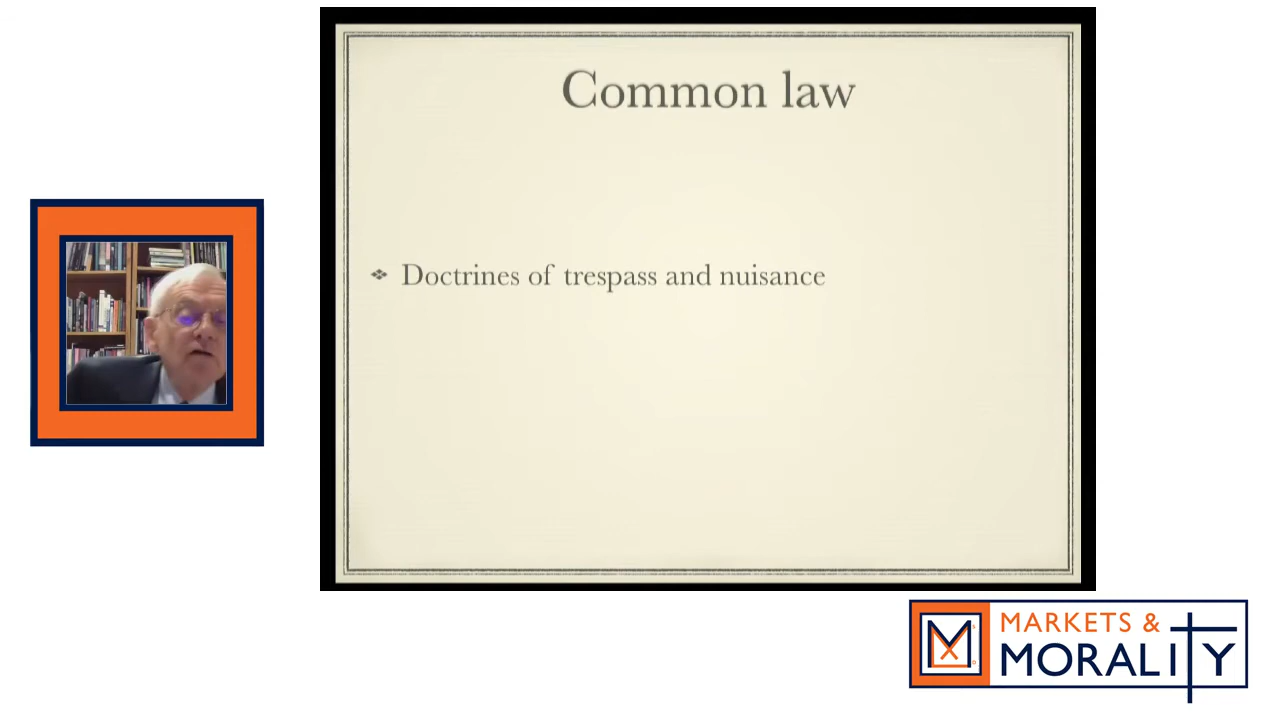 Common law
Doctrines of trespass and nuisance
MARKETS &
MORALITY